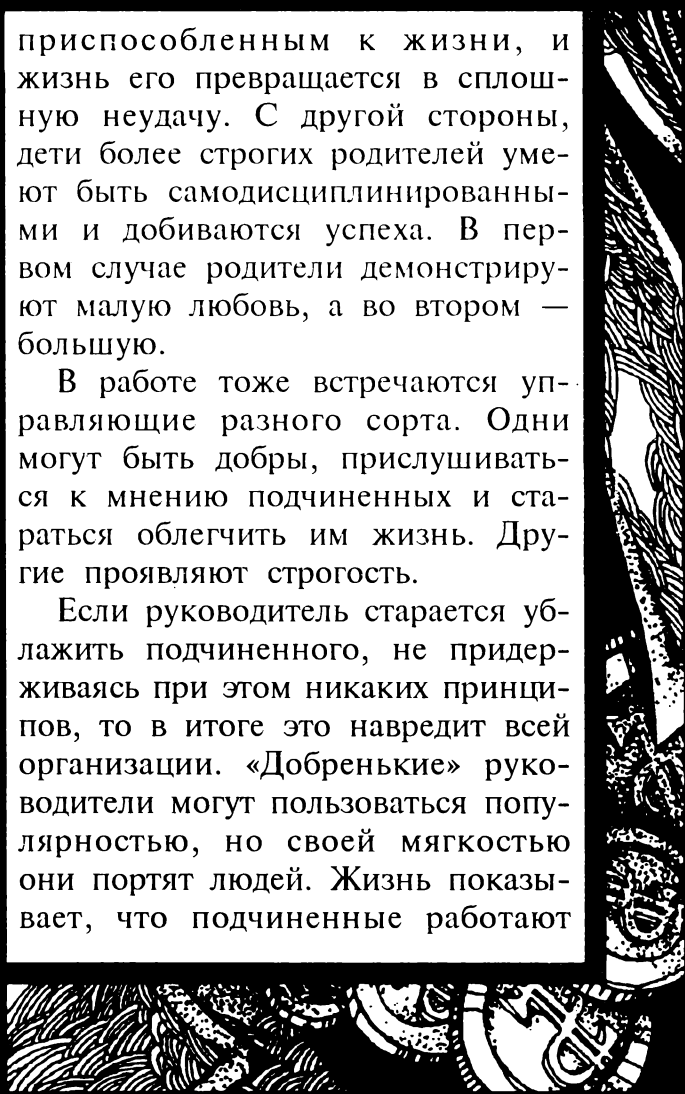 приспособленным к жизни, и
жизнь его превращается в сплош-
ную неудачу. С другой стороны,
дети более строгих родителей уме-
ют быть самодисциплинированны-
ми и добиваются успеха. В пер-
вом случае родители демонстриру-
ют малую любовь, а во втором —
большую.
В работе тоже встречаются уп-
равляющие разного сорта. Одни
могут быть добры, прислушивать-
ся к мнению подчиненных и ста-
раться облегчить им жизнь. Дру-
гие проявляют строгость.
Если руководитель старается уб-
лажить подчиненного, не придер-
живаясь при этом никаких принци-
пов, то в итоге это навредит всей
организации. «Добренькие» руко-
водители могут пользоваться попу-
лярностью, но своей мягкостью
они портят людей. Жизнь показы-
вает, что подчиненные работают